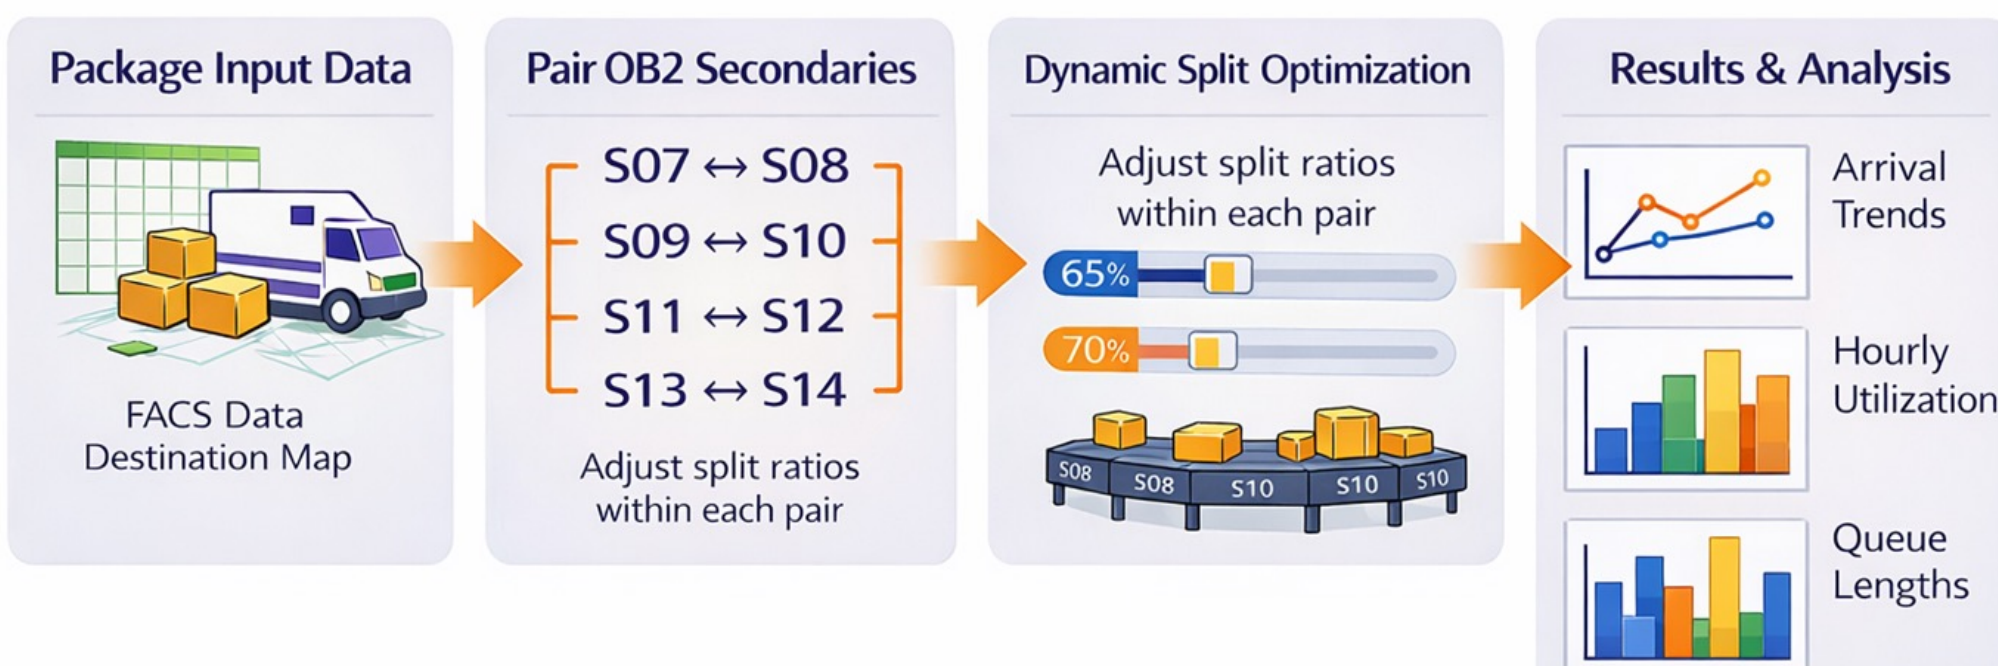 Package Input Data
FACS Data
Destination Map
Pair OB2 Secondaries
S07 ↔ S08
S09 ↔ S10
S11 ↔ S12
S13 ↔ S14
Adjust split ratios
within each pair
Dynamic Split Optimization
Adjust split ratios
within each pair
65%
70%
S08 S08 S10 S10 S10
Results & Analysis
Arrival
Trends
Hourly
Utilization
Queue
Lengths